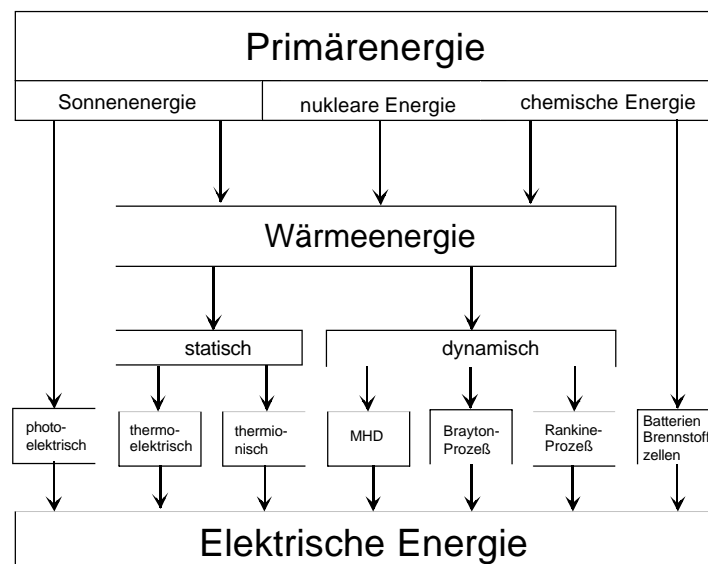 Primärenergie
Sonnenenergie
nukleare Energie
chemische Energie
Wärmeenergie
statisch
dynamisch
photo-
elektrisch
thermo-
elektrisch
thermio-
nisch
MHD
Brayton-
Prozeß
Rankine-
Prozeß
Batterien
Brennstoff
zellen
Elektrische Energie